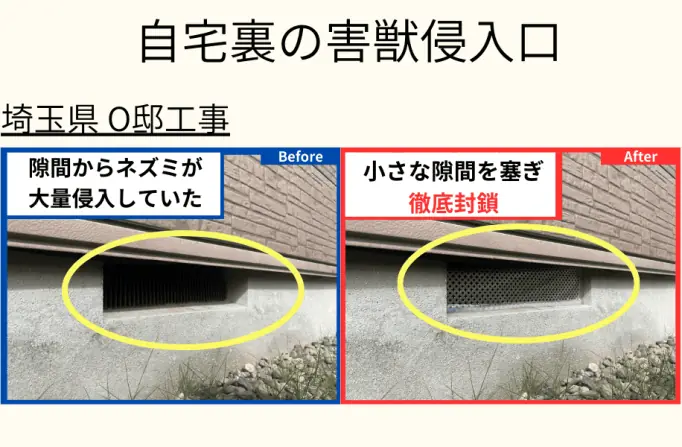 自宅裏の害獣侵入口
埼玉県 O邸工事
Before
隙間からネズミが
大量侵入していた
After
小さな隙間を塞ぎ
徹底封鎖